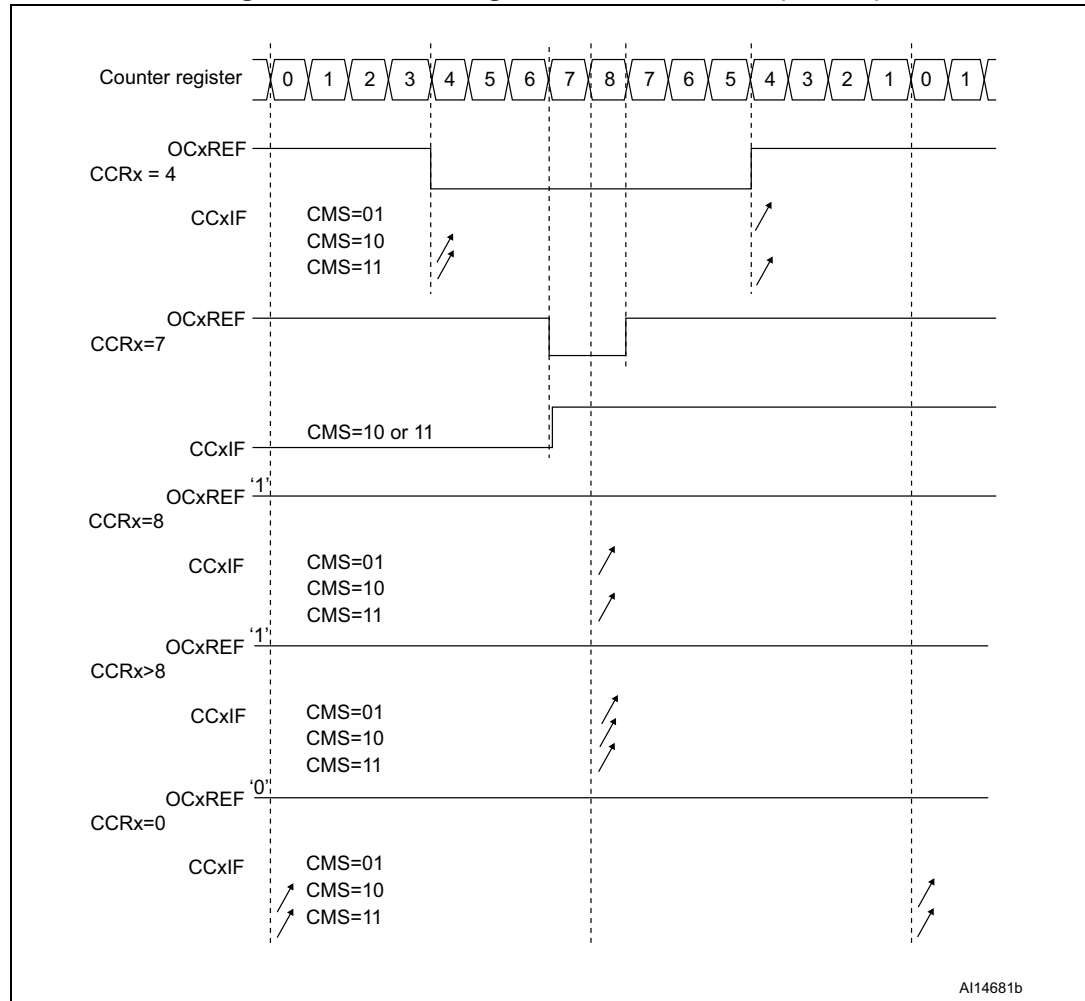 Counter register 0 1 2 3 4 5 6 7 8 7 6 5 4 3 2 1 0 1
OCxREF
CCRx = 4
CCxIF CMS=01
CMS=10
CMS=11
OCxREF
CCRx=7
CMS=10 or 11
CCxIF
OCxREF '1'
CCRx=8
CCxIF CMS=01
CMS=10
CMS=11
OCxREF '1'
CCRx>8
CCxIF CMS=01
CMS=10
CMS=11
OCxREF '0'
CCRx=0
CCxIF CMS=01
CMS=10
CMS=11
AI14681b